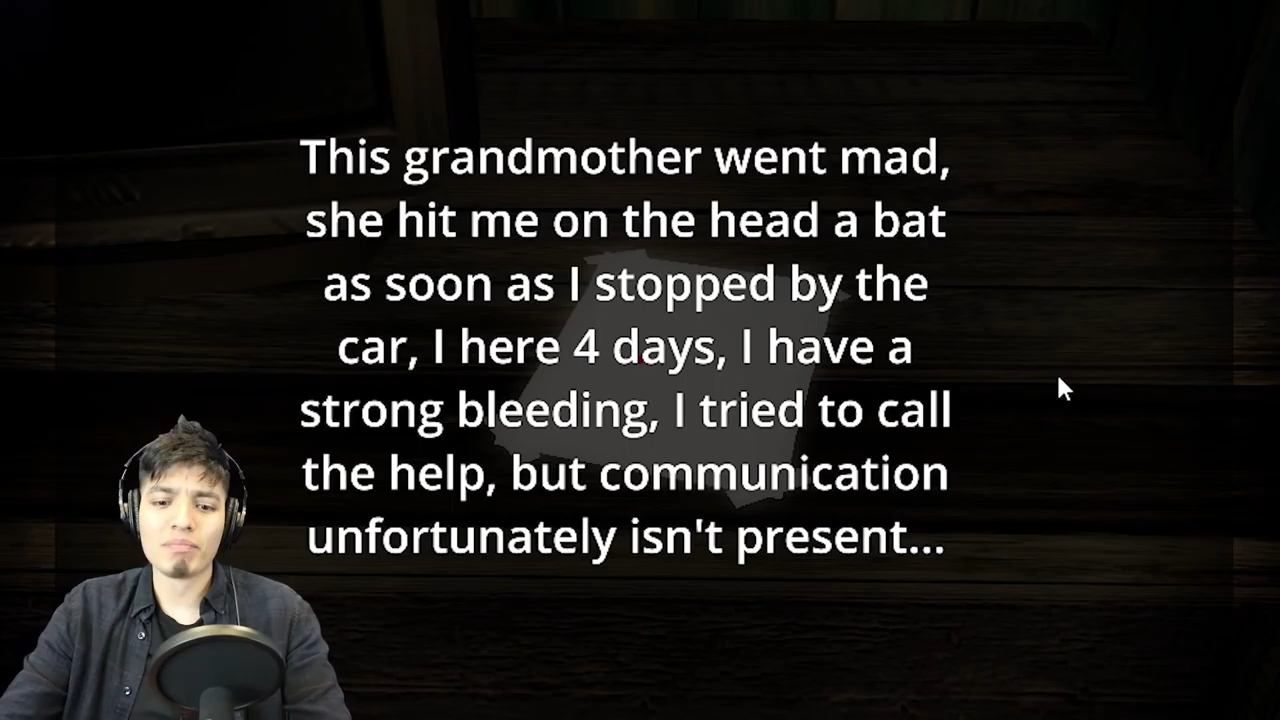 This grandmother went mad,
she hit me on the head a bat
as soon as I stopped by the
car, I here 4 days, I have a
strong bleeding, I tried to call
the help, but communication
unfortunately isn't present...